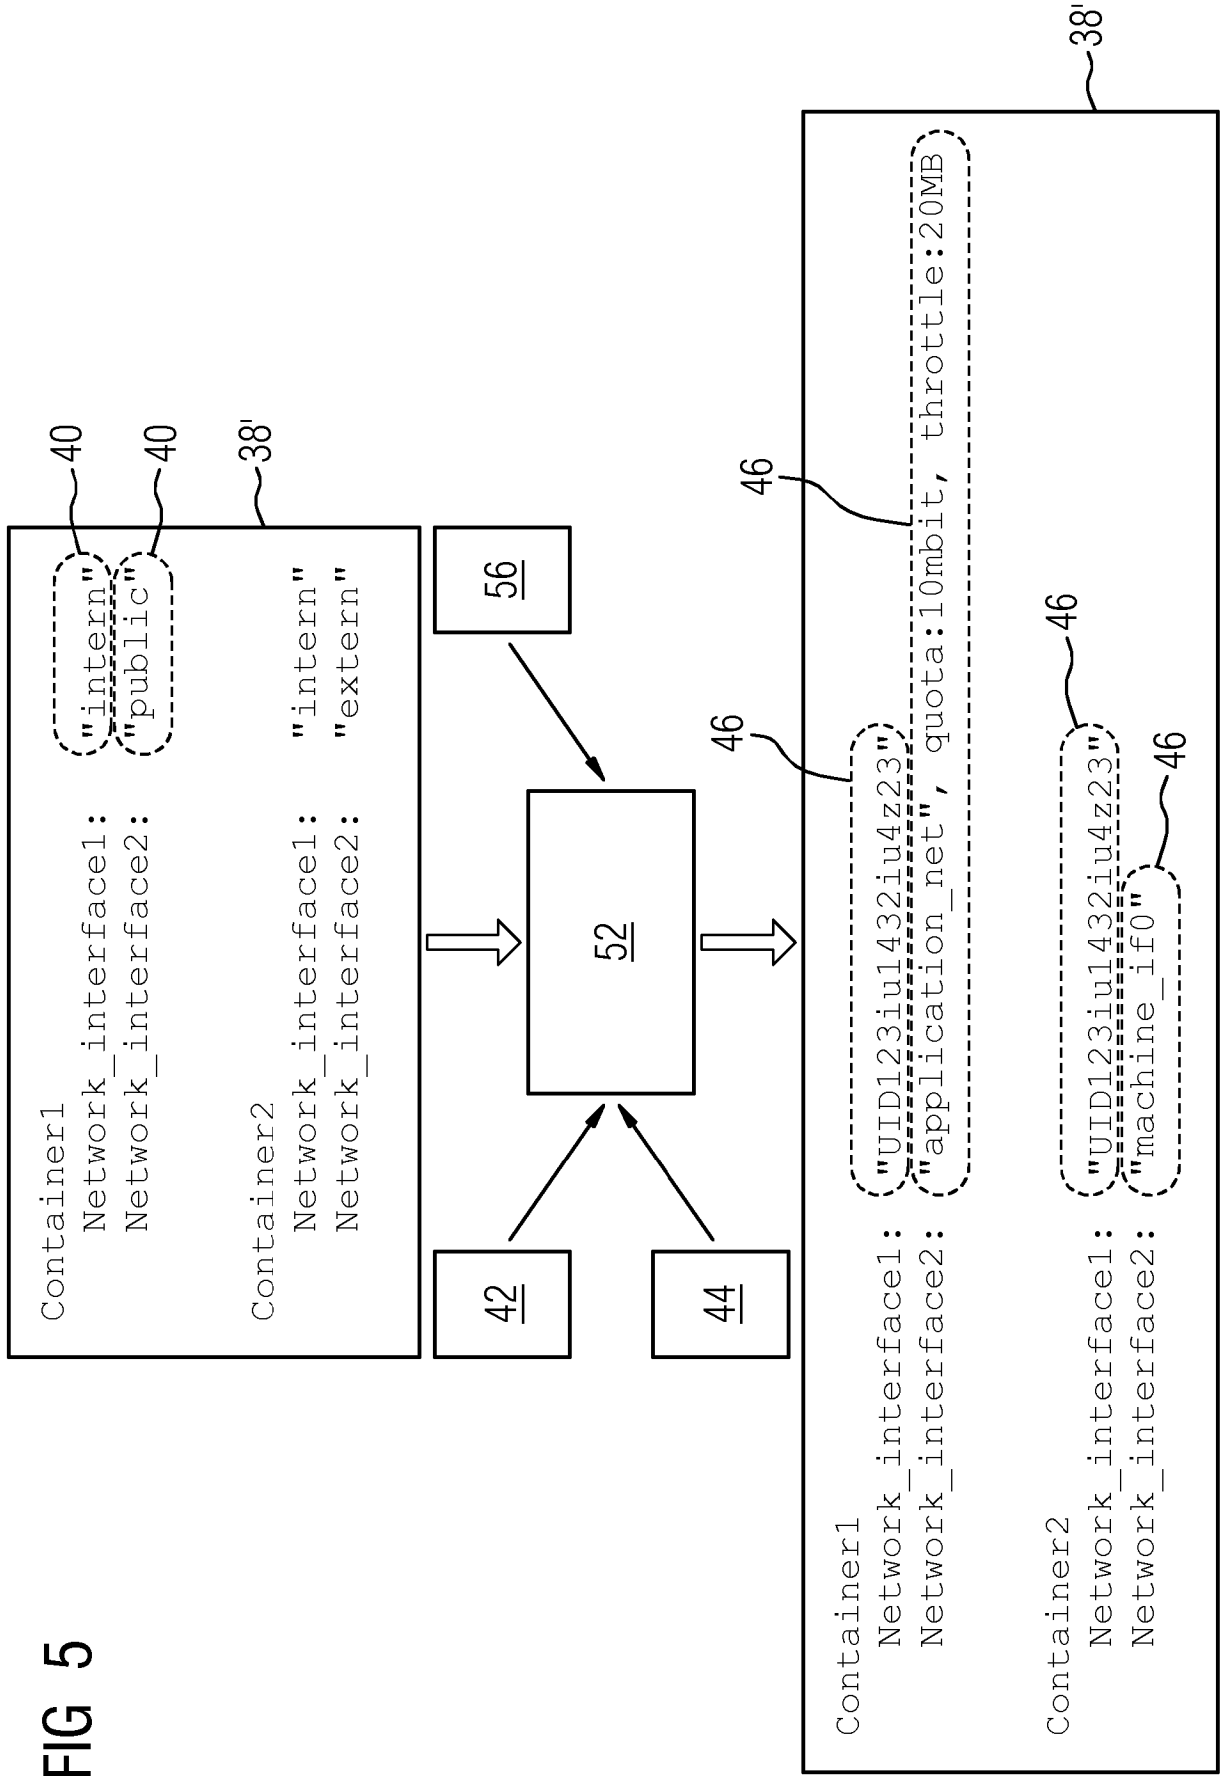 FIG 5
Container1
Network_interface1: "intern"
Network_interface2: "public"
40
40
Container2
Network_interface1: "intern"
Network_interface2: "extern"
38'
42
44
52
56
Container1
Network_interface1: "UID123iu1432iu4z23"
Network_interface2: "application_net", quota:10mbit, throttle:20MB
46
46
Container2
Network_interface1: "UID123iu1432iu4z23"
Network_interface2: "machine_if0"
46
46
38'